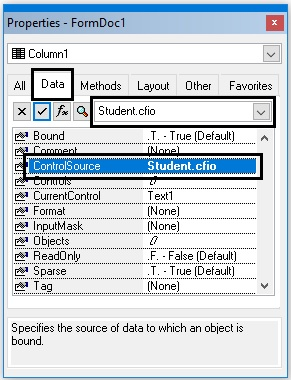 Properties - FormDoc1
Column1
All Data Methods Layout Other Favorites
fx Student.cfio
Bound .T. - True (Default)
Comment (None)
ControlSource Student.cfio
Controls
CurrentControl Text1
Format (None)
InputMask (None)
Objects
ReadOnly .F. - False (Default)
Sparse .T. - True (Default)
Tag (None)
Specifies the source of data to which an object is
bound.